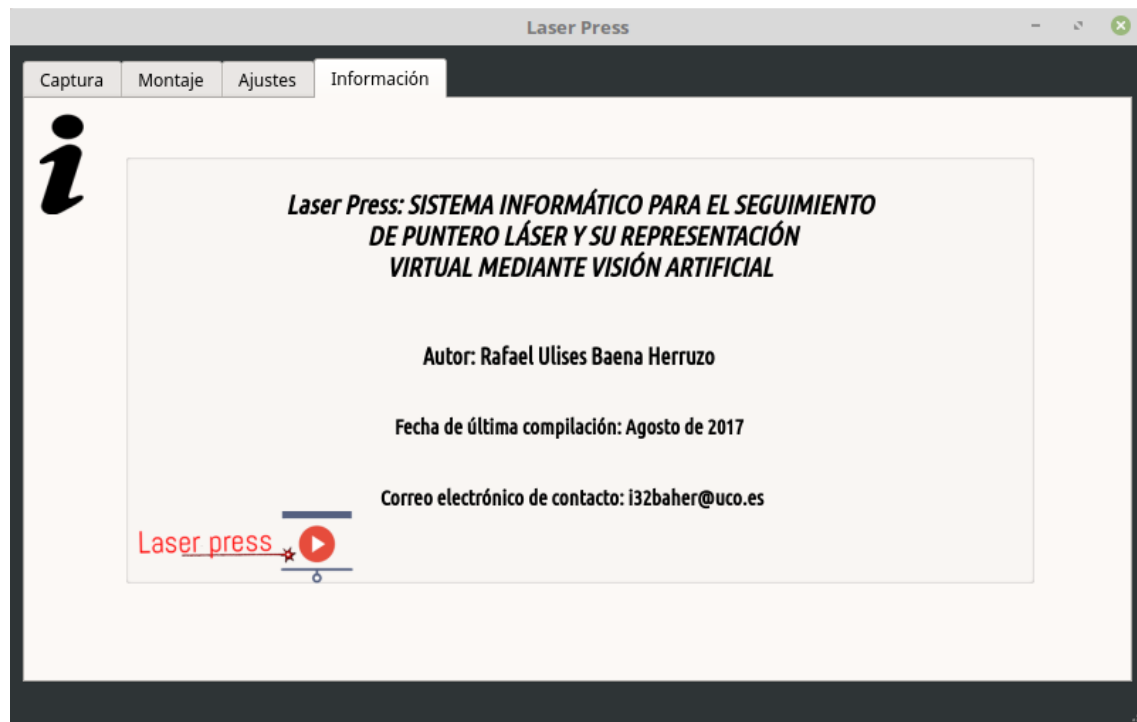 Laser Press
Captura Montaje Ajustes Información
Laser Press: SISTEMA INFORMÁTICO PARA EL SEGUIMIENTO
DE PUNTERO LÁSER Y SU REPRESENTACIÓN
VIRTUAL MEDIANTE VISIÓN ARTIFICIAL
Autor: Rafael Ulises Baena Herruzo
Fecha de última compilación: Agosto de 2017
Correo electrónico de contacto: i32baher@uco.es
Laser press